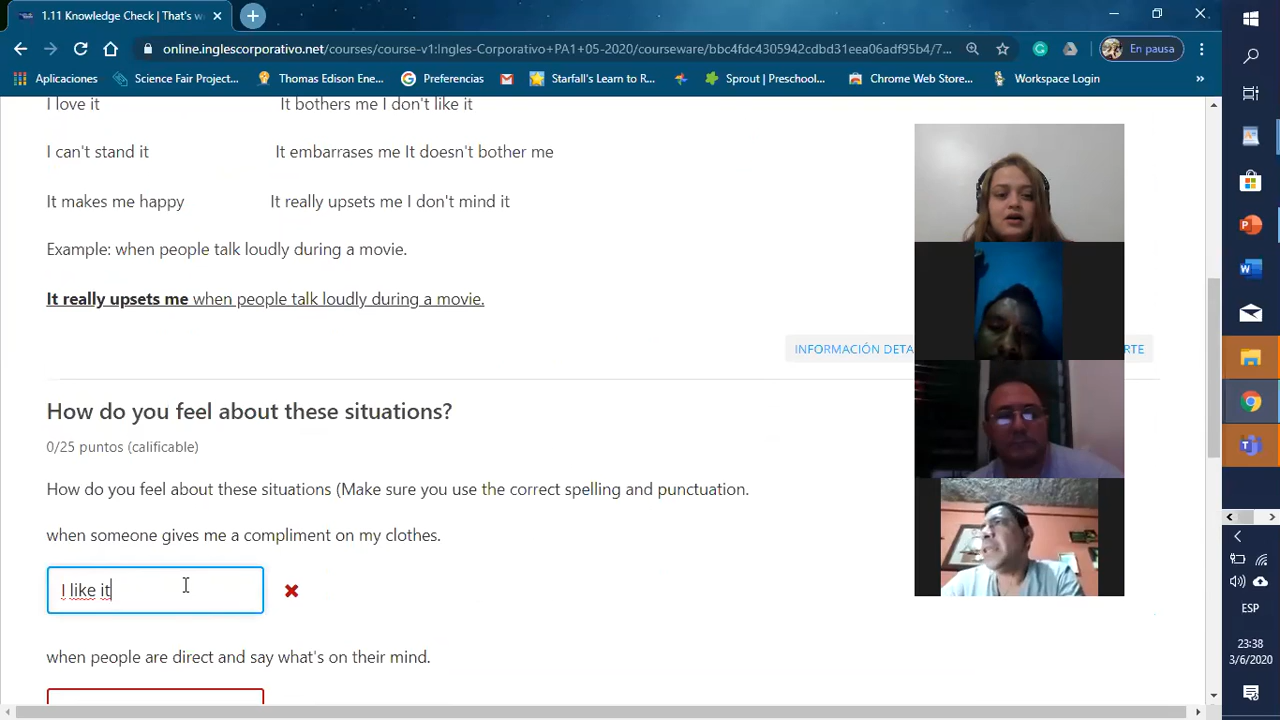 1.11 Knowledge Check | That's w
online.inglescorporativo.net/courses/course-v1:Ingles-Corporativo+PA1+05-2020/courseware/bbc4fdc4305942cdbd31eea06adf95b4/7...
En pausa
Aplicaciones Science Fair Project... Thomas Edison Ene... Preferencias Starfall's Learn to R... Sprout | Preschool... Chrome Web Store... Workspace Login »
I love it It bothers me I don't like it
I can't stand it It embarrases me It doesn't bother me
It makes me happy It really upsets me I don't mind it
Example: when people talk loudly during a movie.
It really upsets me when people talk loudly during a movie.
INFORMACIÓN DETA RTE
How do you feel about these situations?
0/25 puntos (calificable)
How do you feel about these situations (Make sure you use the correct spelling and punctuation.
when someone gives me a compliment on my clothes.
I like it
when people are direct and say what's on their mind.
ESP
23:38
3/6/2020